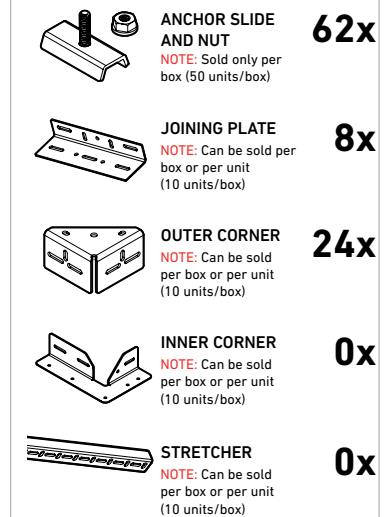 ANCHOR SLIDE
AND NUT
62x
NOTE: Sold only per
box (50 units/box)
JOINING PLATE
8x
NOTE: Can be sold per
box or per unit
(10 units/box)
OUTER CORNER
24x
NOTE: Can be sold
per box or per unit
(10 units/box)
INNER CORNER
0x
NOTE: Can be sold
per box or per unit
(10 units/box)
STRETCHER
0x
NOTE: Can be sold
per box or per unit
(10 units/box)